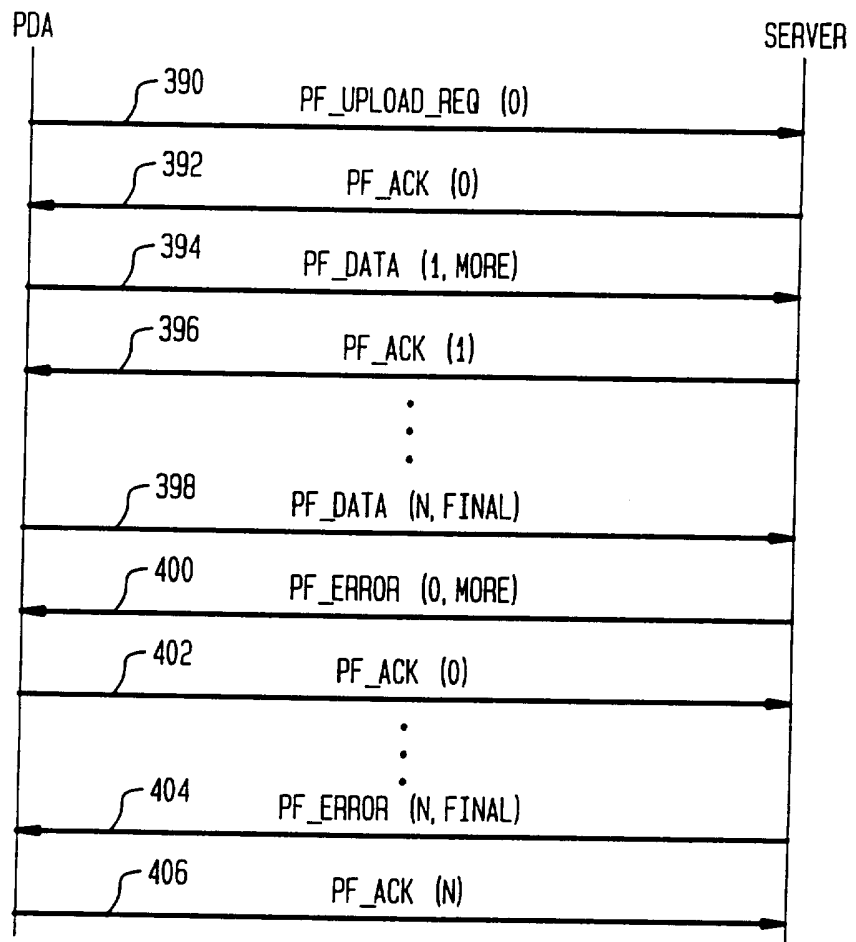 PDA
SERVER
390
PF_UPLOAD_REQ (0)
392
PF_ACK (0)
394
PF_DATA (1, MORE)
396
PF_ACK (1)
398
PF_DATA (N, FINAL)
400
PF_ERROR (0, MORE)
402
PF_ACK (0)
404
PF_ERROR (N, FINAL)
406
PF_ACK (N)